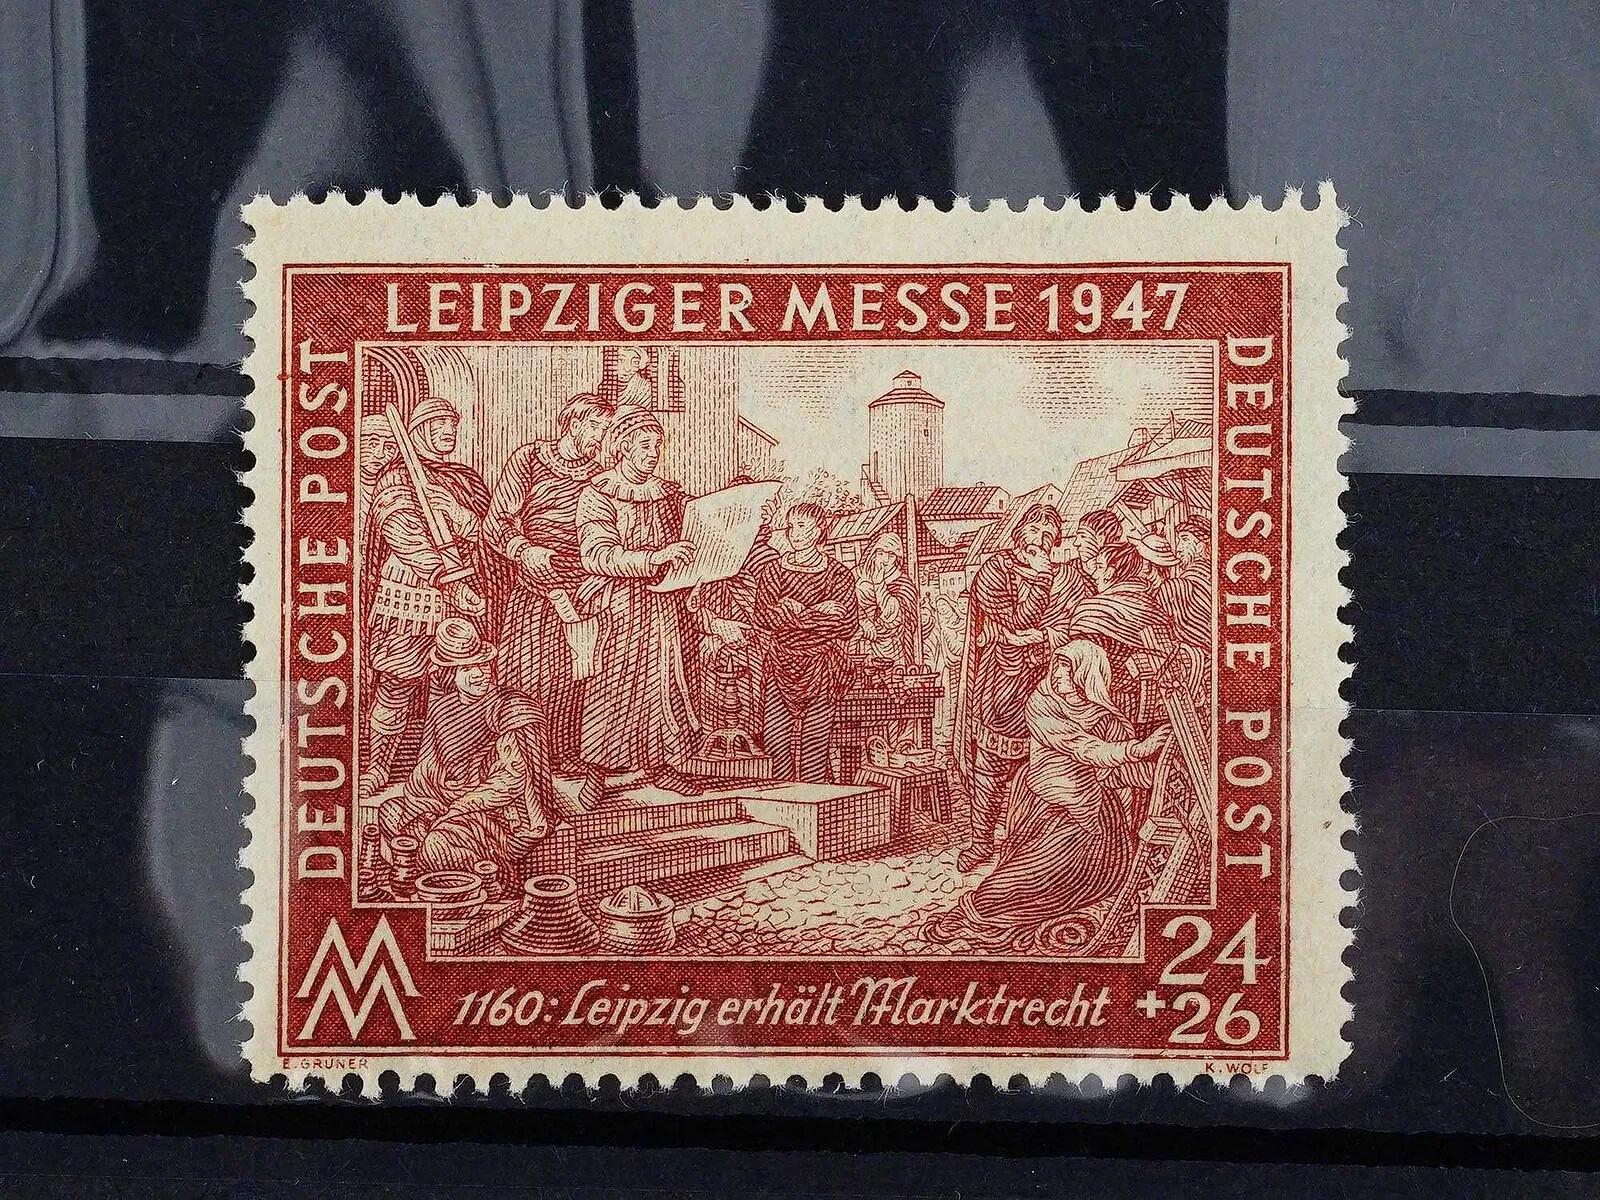 LEIPZIGER MESSE 1947
DEUTSCHE POST
DEUTSCHE POST
MM
1160: Leipzig erhält Marktrecht
24
+26
E. GRUNER
K. WOLF